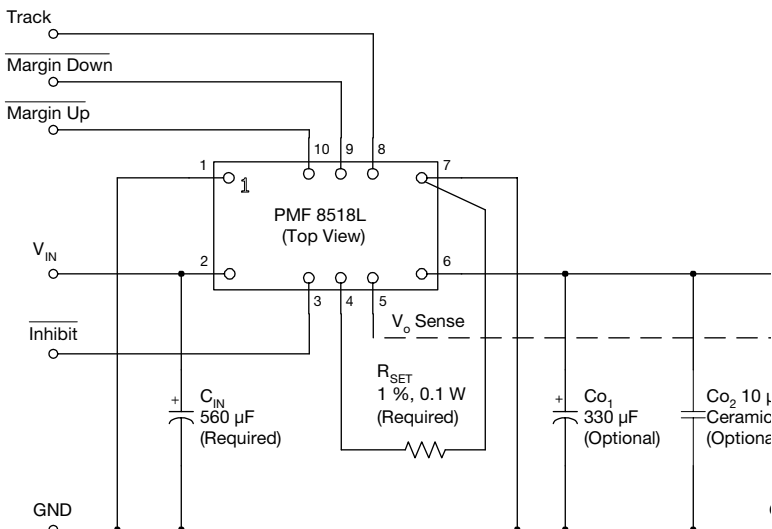 Track
Margin Down
Margin Up
10 9 8
1
7
1
PMF 8518L
(Top View)
V_IN
2
6
3 4 5
V_o Sense
Inhibit
R_SET
1 %, 0.1 W
(Required)
+
C_IN
560 µF
(Required)
+
Co_1
330 µF
(Optional)
Co_2 10
Ceramic
GND